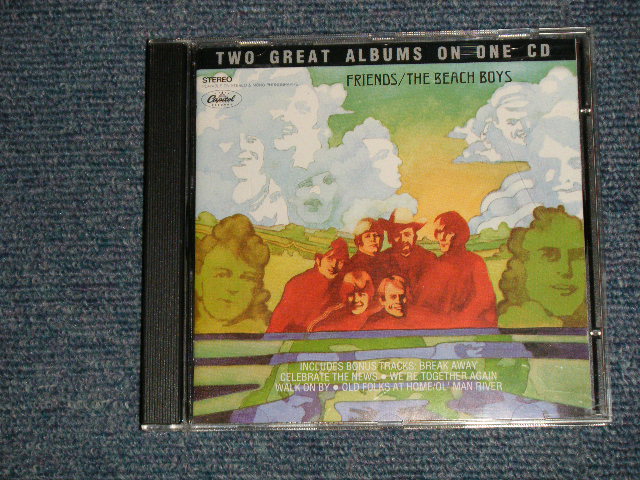 TWO GREAT ALBUMS ON ONE CD
STEREO
FRIENDS/THE BEACH BOYS
Capitol
INCLUDES BONUS TRACKS: BREAK AWAY
CELEBRATE THE NEWS • WE'RE TOGETHER AGAIN
WALK ON BY • OLD FOLKS AT HOME/OL' MAN RIVER